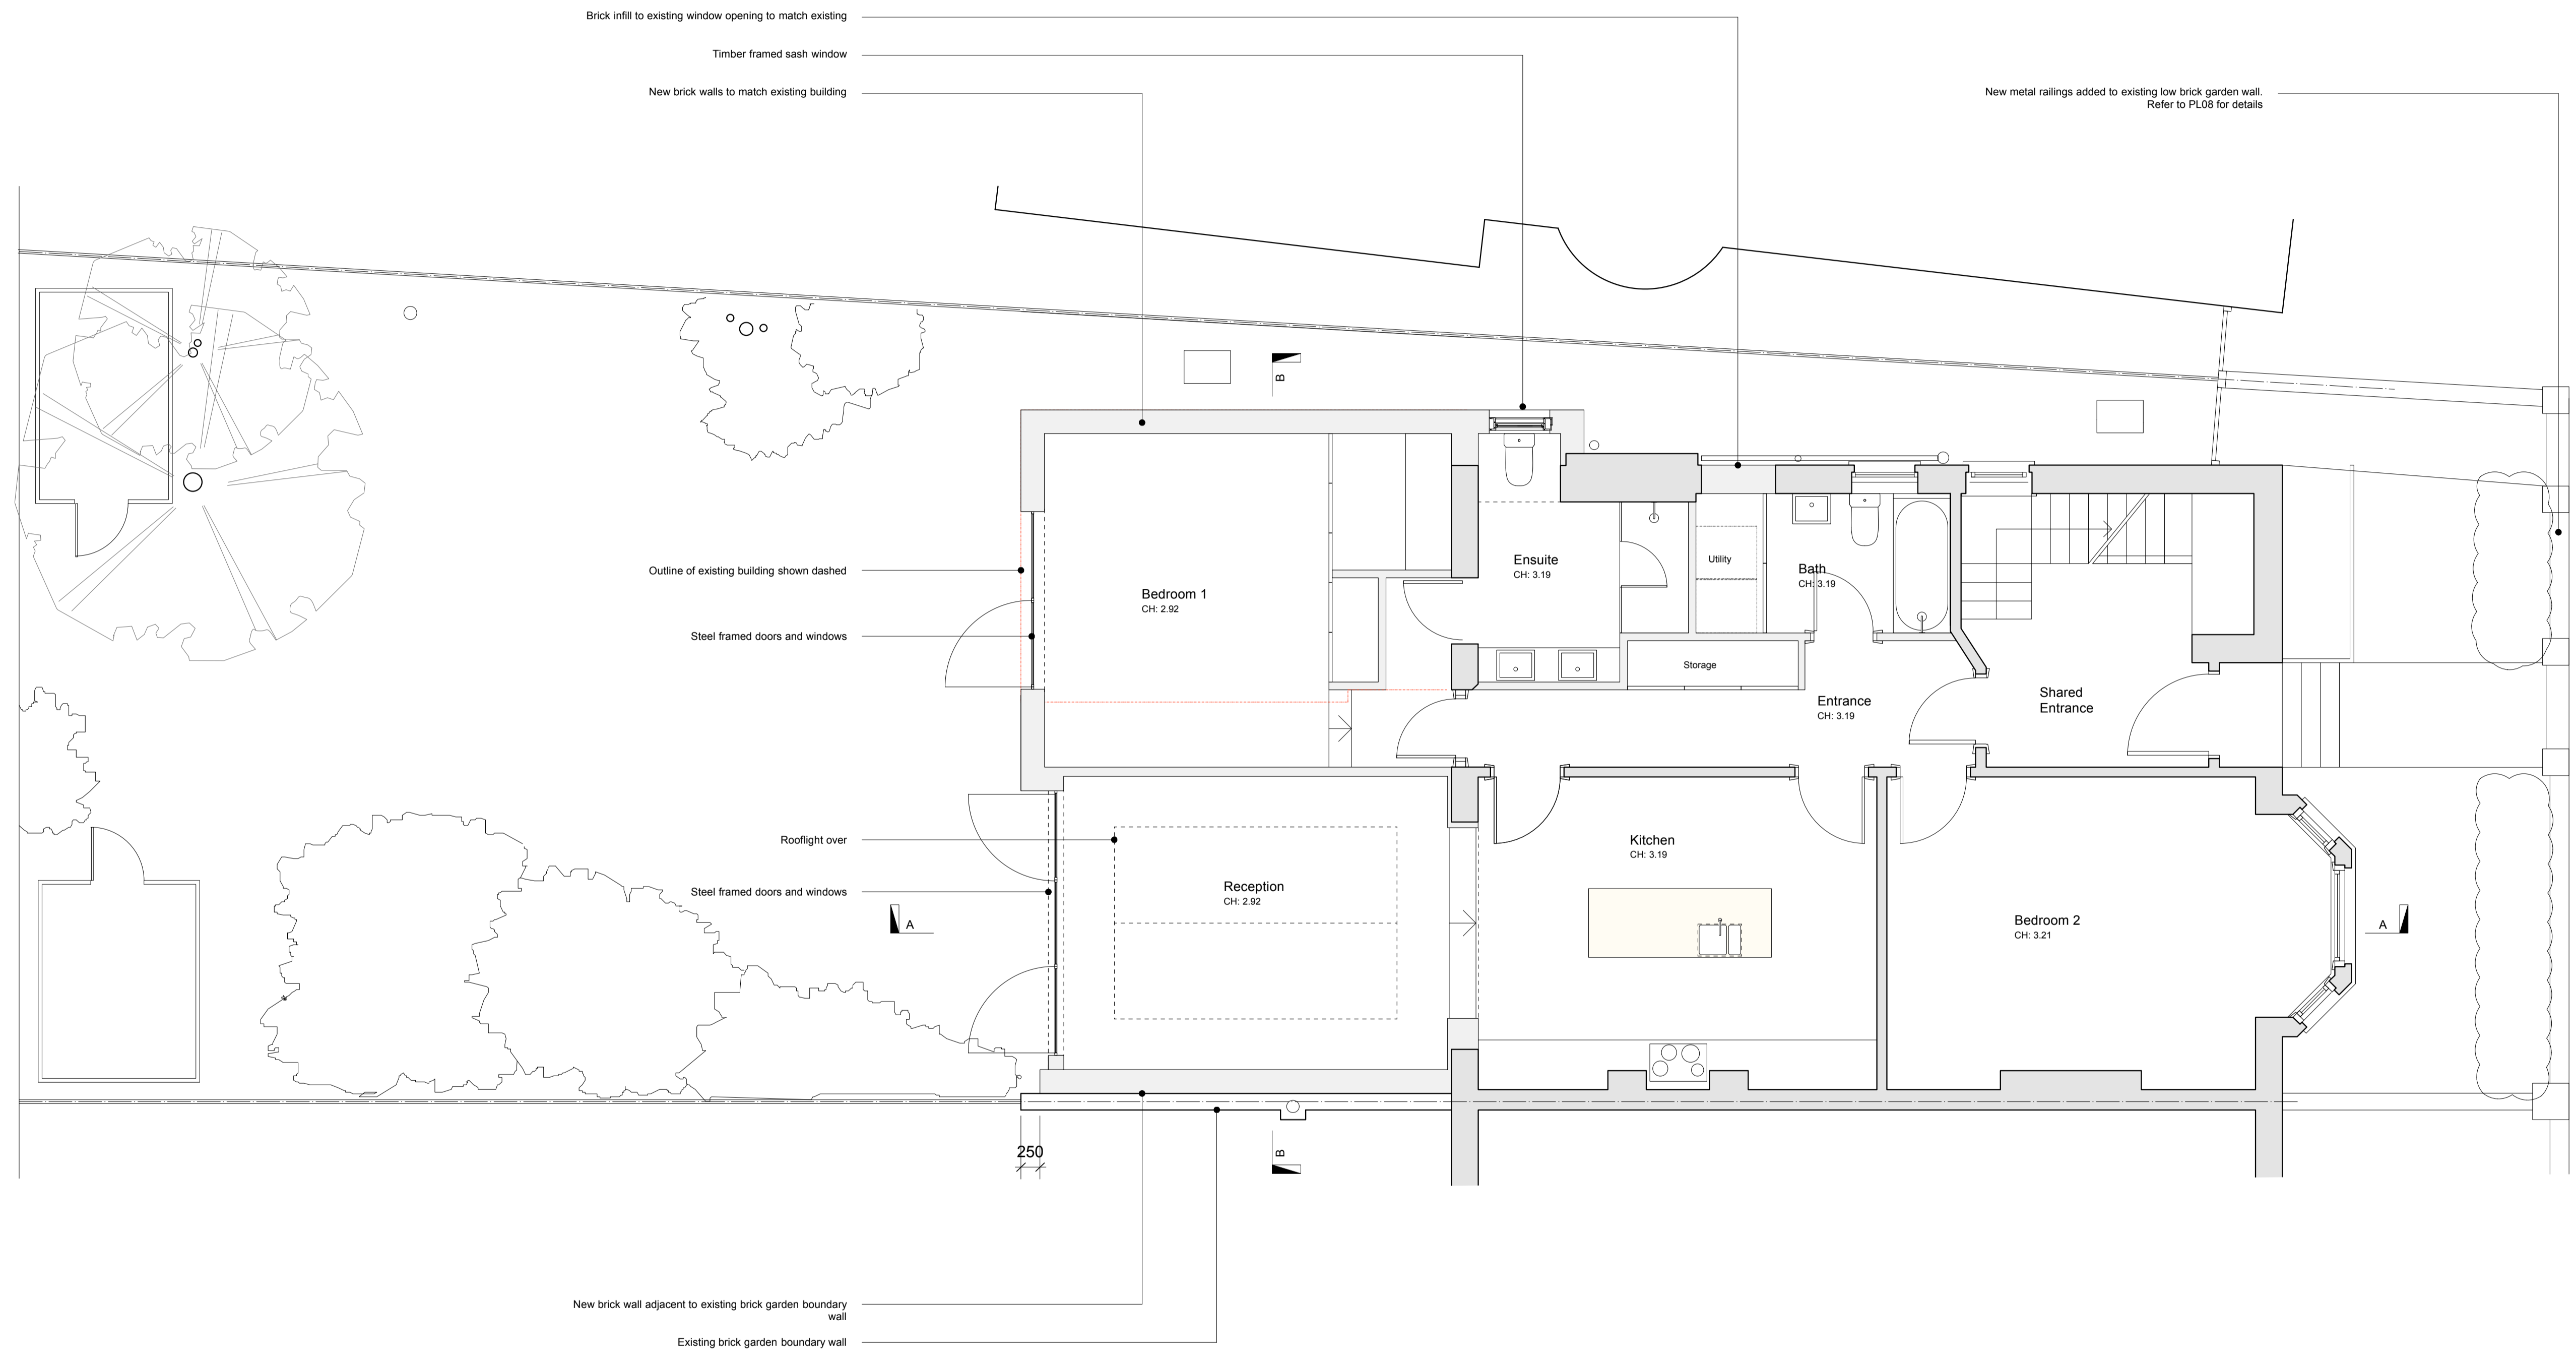 Brick infill to existing window opening to match existing
Timber framed sash window
New brick walls to match existing building
New metal railings added to existing low brick garden wall.
Refer to PL08 for details
B
Outline of existing building shown dashed
Steel framed doors and windows
Bedroom 1
CH: 2.92
Ensuite
CH: 3.19
Utility
Bath
CH: 3.19
Storage
Entrance
CH: 3.19
Shared
Entrance
Rooflight over
Steel framed doors and windows
A
Reception
CH: 2.92
Kitchen
CH: 3.19
Bedroom 2
CH: 3.21
A
250
B
New brick wall adjacent to existing brick garden boundary
wall
Existing brick garden boundary wall